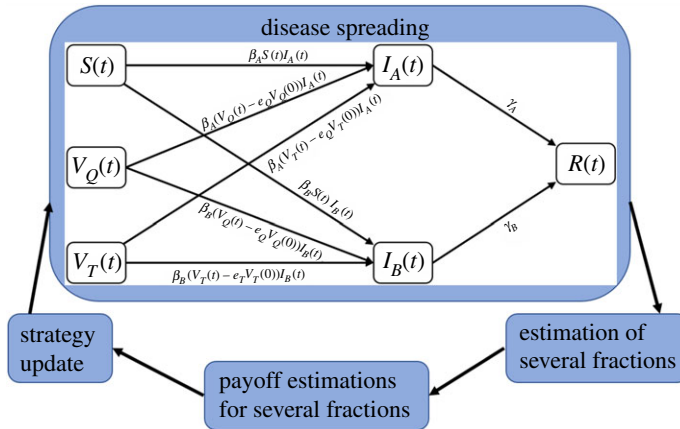 disease spreading
S(t)
β_A S(t)I_A(t)
I_A(t)
β_A(V_Q(t) − e_Q V_Q(0))I_A(t)
β_A(V_T(t) − e_Q V_T(0))I_A(t)
γ_A
V_Q(t)
R(t)
β_B S(t) I_B(t)
β_B(V_Q(t) − e_Q V_Q(0))I_B(t)
γ_B
V_T(t)
I_B(t)
β_B(V_T(t) − e_T V_T(0))I_B(t)
strategy
update
payoff estimations
for several fractions
estimation of
several fractions